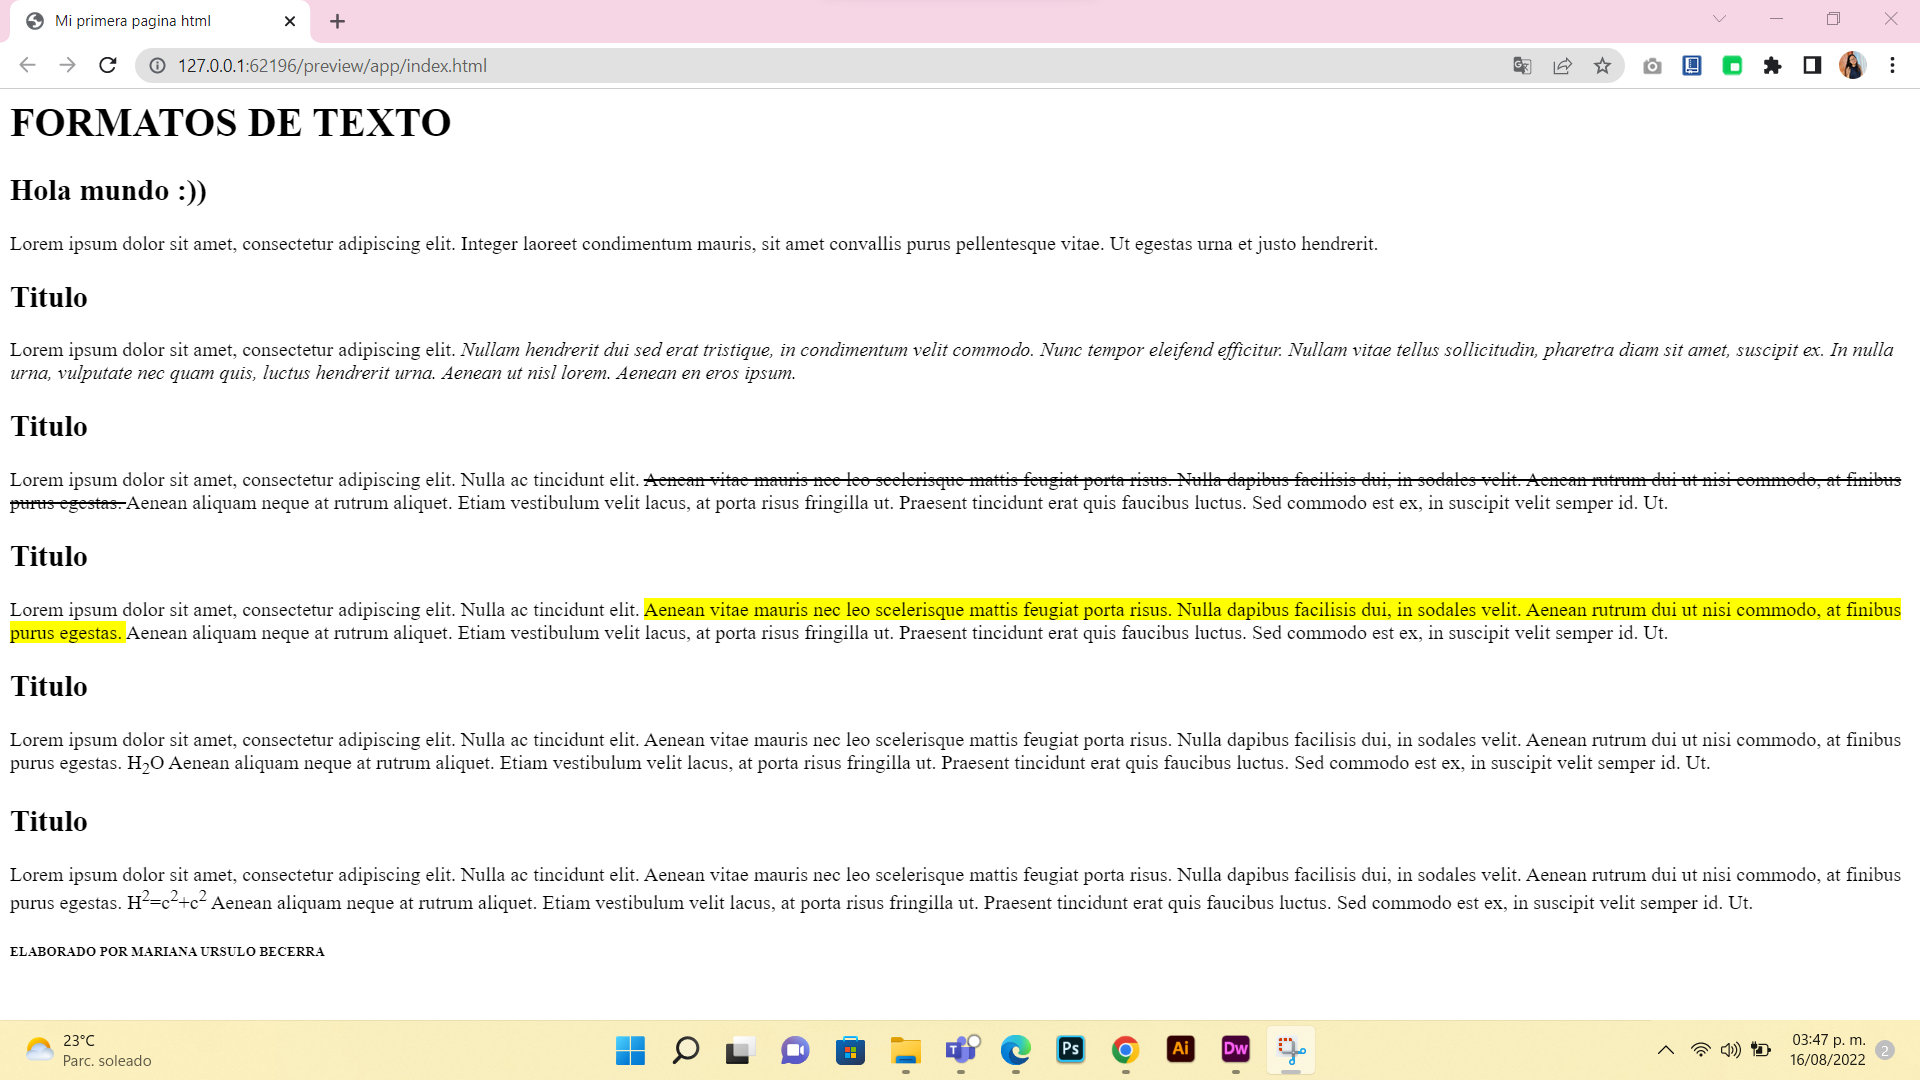 Mi primera pagina html
127.0.0.1:62196/preview/app/index.html
FORMATOS DE TEXTO
Hola mundo :))
Lorem ipsum dolor sit amet, consectetur adipiscing elit. Integer laoreet condimentum mauris, sit amet convallis purus pellentesque vitae. Ut egestas urna et justo hendrerit.
Titulo
Lorem ipsum dolor sit amet, consectetur adipiscing elit. Nullam hendrerit dui sed erat tristique, in condimentum velit commodo. Nunc tempor eleifend efficitur. Nullam vitae tellus sollicitudin, pharetra diam sit amet, suscipit ex. In nulla
urna, vulputate nec quam quis, luctus hendrerit urna. Aenean ut nisl lorem. Aenean en eros ipsum.
Titulo
Lorem ipsum dolor sit amet, consectetur adipiscing elit. Nulla ac tincidunt elit. Aenean vitae mauris nec leo scelerisque mattis feugiat porta risus. Nulla dapibus facilisis dui, in sodales velit. Aenean rutrum dui ut nisi commodo, at finibus
purus egestas. Aenean aliquam neque at rutrum aliquet. Etiam vestibulum velit lacus, at porta risus fringilla ut. Praesent tincidunt erat quis faucibus luctus. Sed commodo est ex, in suscipit velit semper id. Ut.
Titulo
Lorem ipsum dolor sit amet, consectetur adipiscing elit. Nulla ac tincidunt elit. Aenean vitae mauris nec leo scelerisque mattis feugiat porta risus. Nulla dapibus facilisis dui, in sodales velit. Aenean rutrum dui ut nisi commodo, at finibus
purus egestas. Aenean aliquam neque at rutrum aliquet. Etiam vestibulum velit lacus, at porta risus fringilla ut. Praesent tincidunt erat quis faucibus luctus. Sed commodo est ex, in suscipit velit semper id. Ut.
Titulo
Lorem ipsum dolor sit amet, consectetur adipiscing elit. Nulla ac tincidunt elit. Aenean vitae mauris nec leo scelerisque mattis feugiat porta risus. Nulla dapibus facilisis dui, in sodales velit. Aenean rutrum dui ut nisi commodo, at finibus
purus egestas. H₂O Aenean aliquam neque at rutrum aliquet. Etiam vestibulum velit lacus, at porta risus fringilla ut. Praesent tincidunt erat quis faucibus luctus. Sed commodo est ex, in suscipit velit semper id. Ut.
Titulo
Lorem ipsum dolor sit amet, consectetur adipiscing elit. Nulla ac tincidunt elit. Aenean vitae mauris nec leo scelerisque mattis feugiat porta risus. Nulla dapibus facilisis dui, in sodales velit. Aenean rutrum dui ut nisi commodo, at finibus
purus egestas. H²=c²+c² Aenean aliquam neque at rutrum aliquet. Etiam vestibulum velit lacus, at porta risus fringilla ut. Praesent tincidunt erat quis faucibus luctus. Sed commodo est ex, in suscipit velit semper id. Ut.
ELABORADO POR MARIANA URSULO BECERRA
23°C
Parc. soleado
Ps
Ai
Dw
03:47 p. m.
16/08/2022
2